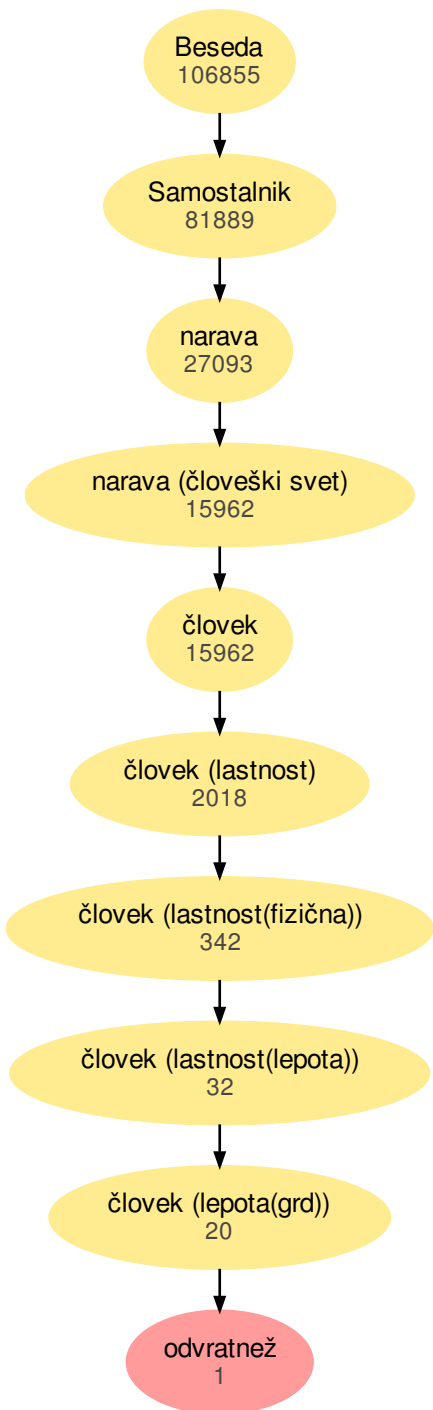 Beseda
106855
Samostalnik
81889
narava
27093
narava (človeški svet)
15962
človek
15962
človek (lastnost)
2018
človek (lastnost(fizična))
342
človek (lastnost(lepota))
32
človek (lepota(grd))
20
odvratnež
1